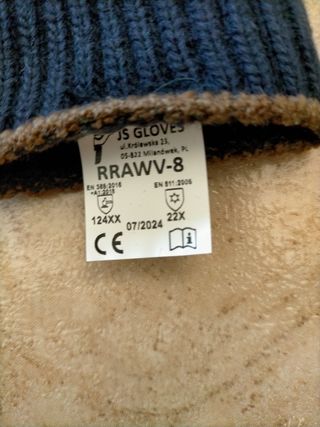 JS GLOVES
ul.Królewska 23,
05-822 Milanówek, PL
RRAWV-8
EN 388:2016
+A1:2018
EN 511:2006
124XX
07/2024
22X
CE
i